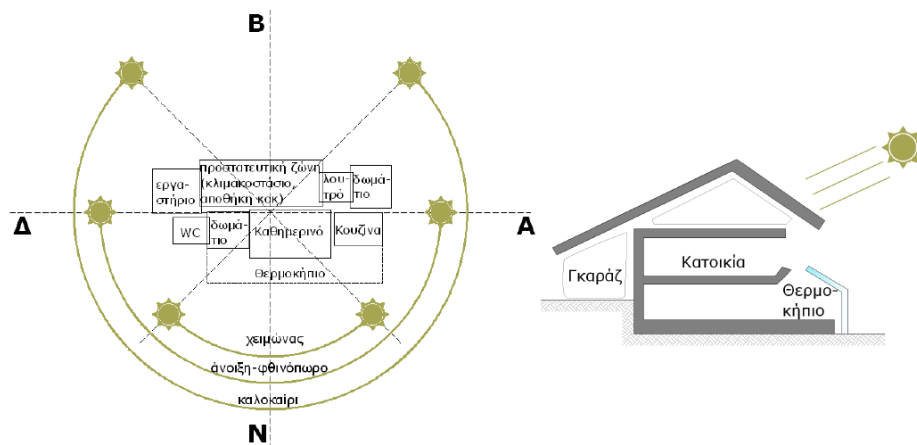 Β
προστατευτική ζώνη
(κλιμακοστάσιο,
αποθήκη κσκ)
εργα-
στήριο
λου-
τρό
δωμά-
τιο
Δ
Α
WC
δωμά-
τιο
Καθημερινό
Κουζίνα
Θερμοκήπιο
χειμώνας
άνοιξη-φθινόπωρο
καλοκαίρι
Ν
Γκαράζ
Κατοικία
Θερμο-
κήπιο